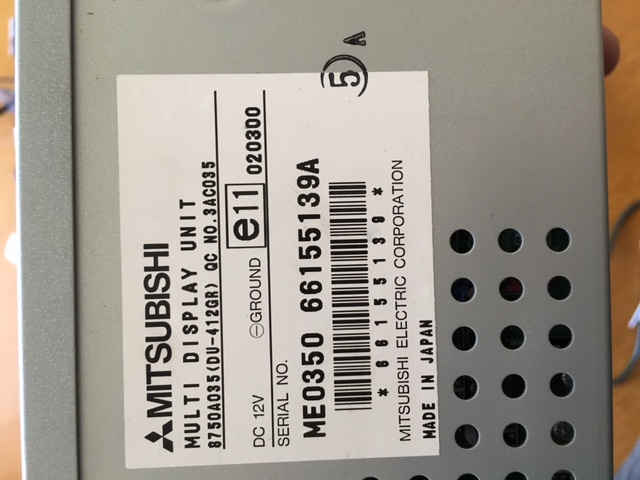 MITSUBISHI
MULTI DISPLAY UNIT
8750A095(DU-412GR) QC NO.3AC035
DC 12V ⊖GROUND e11 020300
SERIAL NO.
ME0350 66155139A
* 66155139 *
MITSUBISHI ELECTRIC CORPORATION
MADE IN JAPAN
5 A